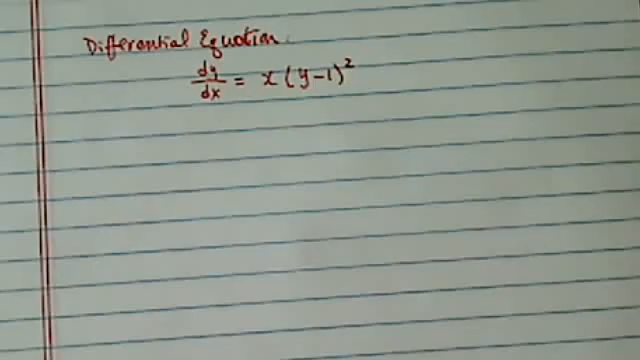 Differential Equation.
dy/dx = x(y-1)²